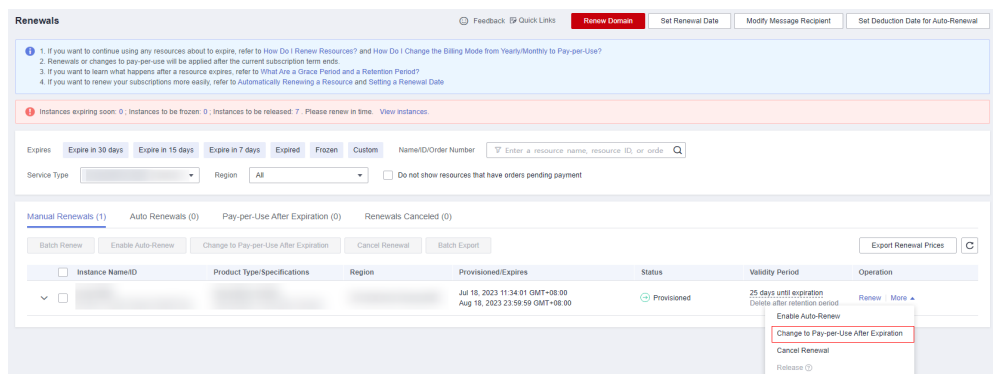 Renewals
Feedback Quick Links Renew Domain Set Renewal Date Modify Message Recipient Set Deduction Date for Auto-Renewal
1. If you want to continue using any resources about to expire, refer to How Do I Renew Resources? and How Do I Change the Billing Mode from Yearly/Monthly to Pay-per-Use?
2. Renewals or changes to pay-per-use will be applied after the current subscription term ends.
3. If you want to learn what happens after a resource expires, refer to What Are a Grace Period and a Retention Period?
4. If you want to renew your subscriptions more easily, refer to Automatically Renewing a Resource and Setting a Renewal Date
Instances expiring soon: 0 ; Instances to be frozen: 0 ; Instances to be released: 7 . Please renew in time. View instances.
Expires Expire in 30 days Expire in 15 days Expire in 7 days Expired Frozen Custom Name/ID/Order Number Enter a resource name, resource ID, or orde
Service Type Region All Do not show resources that have orders pending payment
Manual Renewals (1) Auto Renewals (0) Pay-per-Use After Expiration (0) Renewals Canceled (0)
Batch Renew Enable Auto-Renew Change to Pay-per-Use After Expiration Cancel Renewal Batch Export Export Renewal Prices
Instance Name/ID Product Type/Specifications Region Provisioned/Expires Status Validity Period Operation
Jul 18, 2023 11:34:01 GMT+08:00 Provisioned 25 days until expiration Renew More
Aug 18, 2023 23:59:59 GMT+08:00 Delete after retention period
Enable Auto-Renew
Change to Pay-per-Use After Expiration
Cancel Renewal
Release